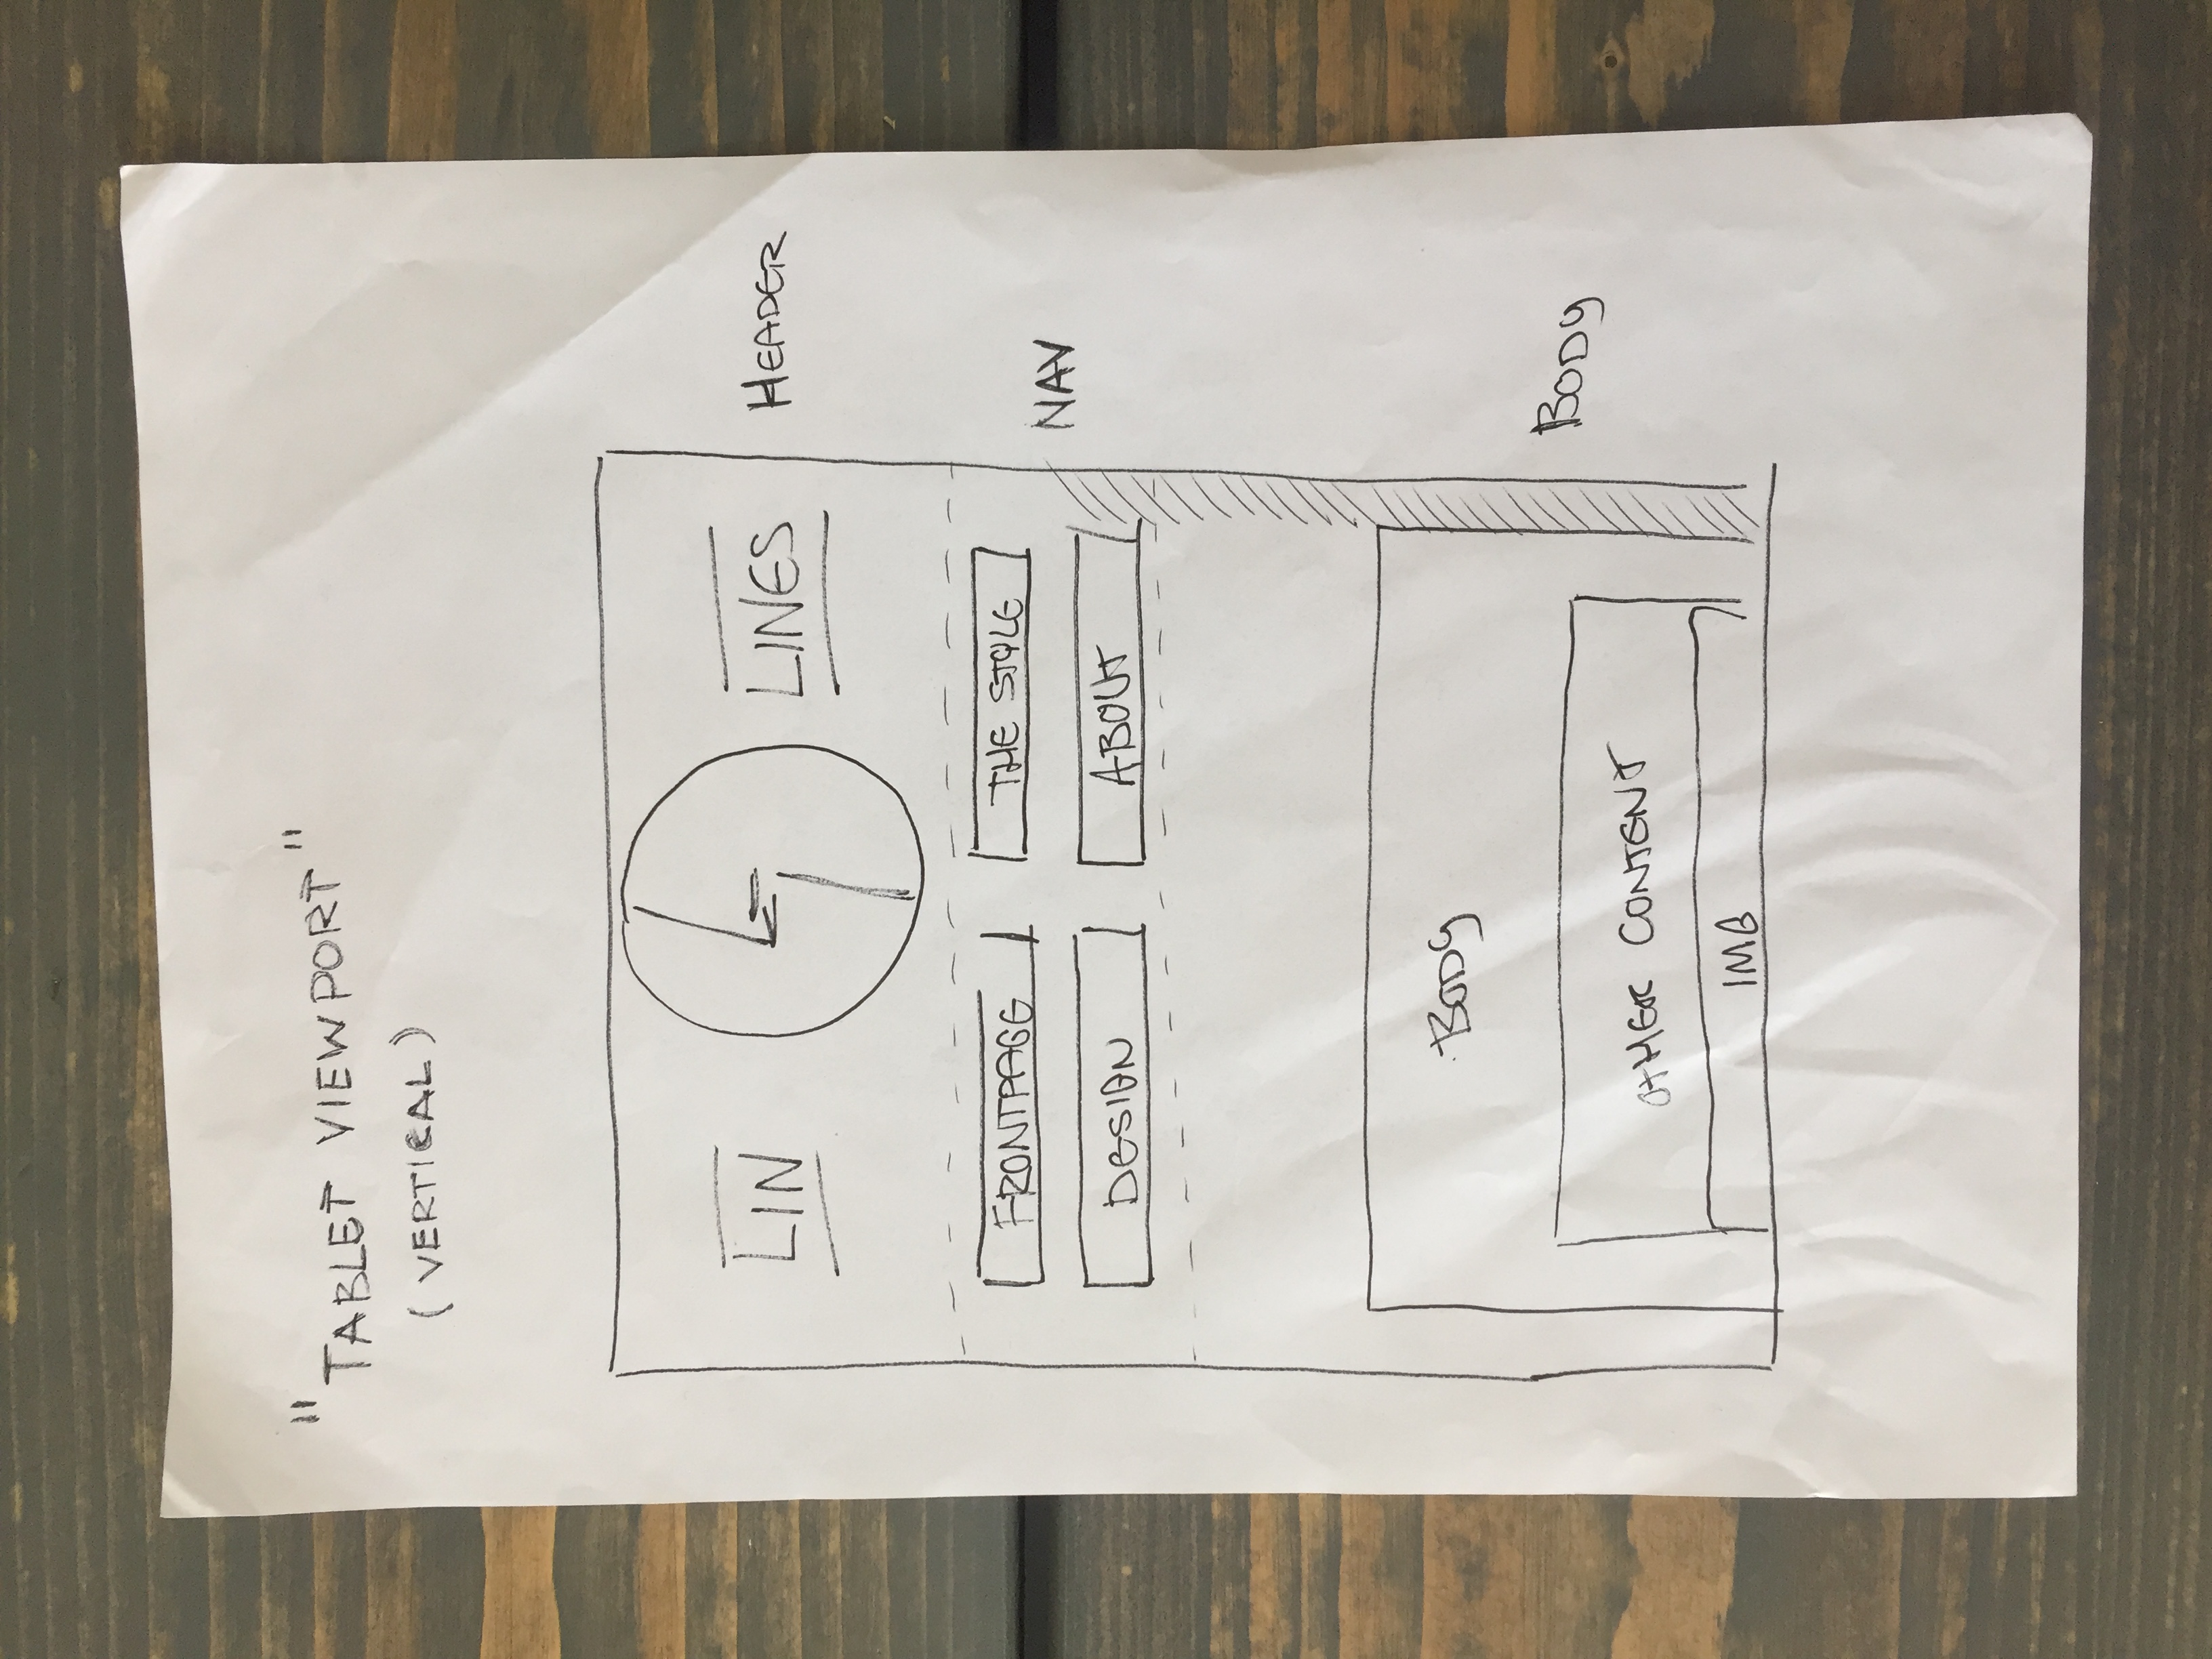 "TABLET VIEWPORT"
(VERTICAL)
LIN LINES HEADER
FRONTPAGE THE STYLE
NAV
DESIGN ABOUT
BODY
BODY
OTHER CONTENT
IMG